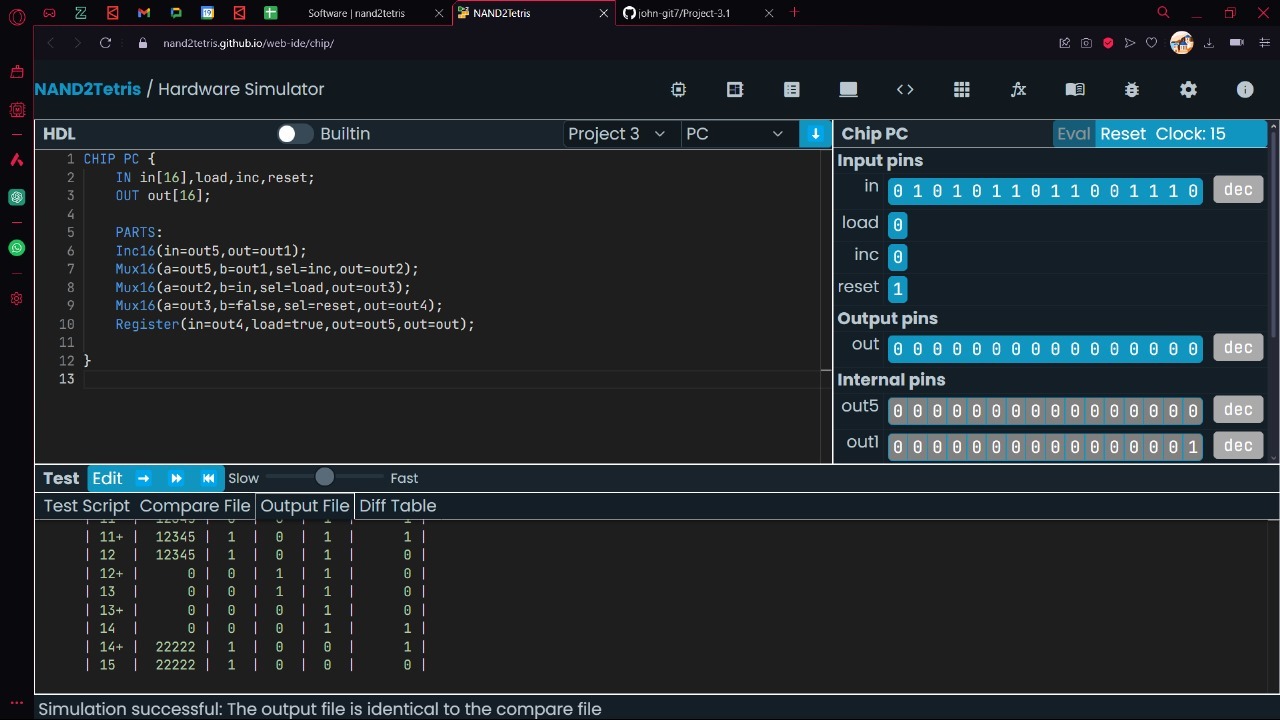 Software | nand2tetris
NAND2Tetris
john-git7/Project-3.1
nand2tetris.github.io/web-ide/chip/
NAND2Tetris / Hardware Simulator
HDL Builtin Project 3 PC
1 CHIP PC {
2 IN in[16],load,inc,reset;
3 OUT out[16];
4
5 PARTS:
6 Inc16(in=out5,out=out1);
7 Mux16(a=out5,b=out1,sel=inc,out=out2);
8 Mux16(a=out2,b=in,sel=load,out=out3);
9 Mux16(a=out3,b=false,sel=reset,out=out4);
10 Register(in=out4,load=true,out=out5,out=out);
11
12 }
13
Chip PC Eval Reset Clock: 15
Input pins
in 0 1 0 1 0 1 1 0 1 1 0 0 1 1 1 0 dec
load 0
inc 0
reset 1
Output pins
out 0 0 0 0 0 0 0 0 0 0 0 0 0 0 0 0 dec
Internal pins
out5 0 0 0 0 0 0 0 0 0 0 0 0 0 0 0 0 dec
out1 0 0 0 0 0 0 0 0 0 0 0 0 0 0 0 1 dec
Test Edit Slow Fast
Test Script Compare File Output File Diff Table
| 11+ | 12345 | 1 | 0 | 1 | 1 |
| 12 | 12345 | 1 | 0 | 1 | 0 |
| 12+ | 0 | 0 | 1 | 1 | 0 |
| 13 | 0 | 0 | 1 | 1 | 0 |
| 13+ | 0 | 0 | 0 | 1 | 0 |
| 14 | 0 | 0 | 0 | 1 | 1 |
| 14+ | 22222 | 1 | 0 | 0 | 1 |
| 15 | 22222 | 1 | 0 | 0 | 0 |
Simulation successful: The output file is identical to the compare file